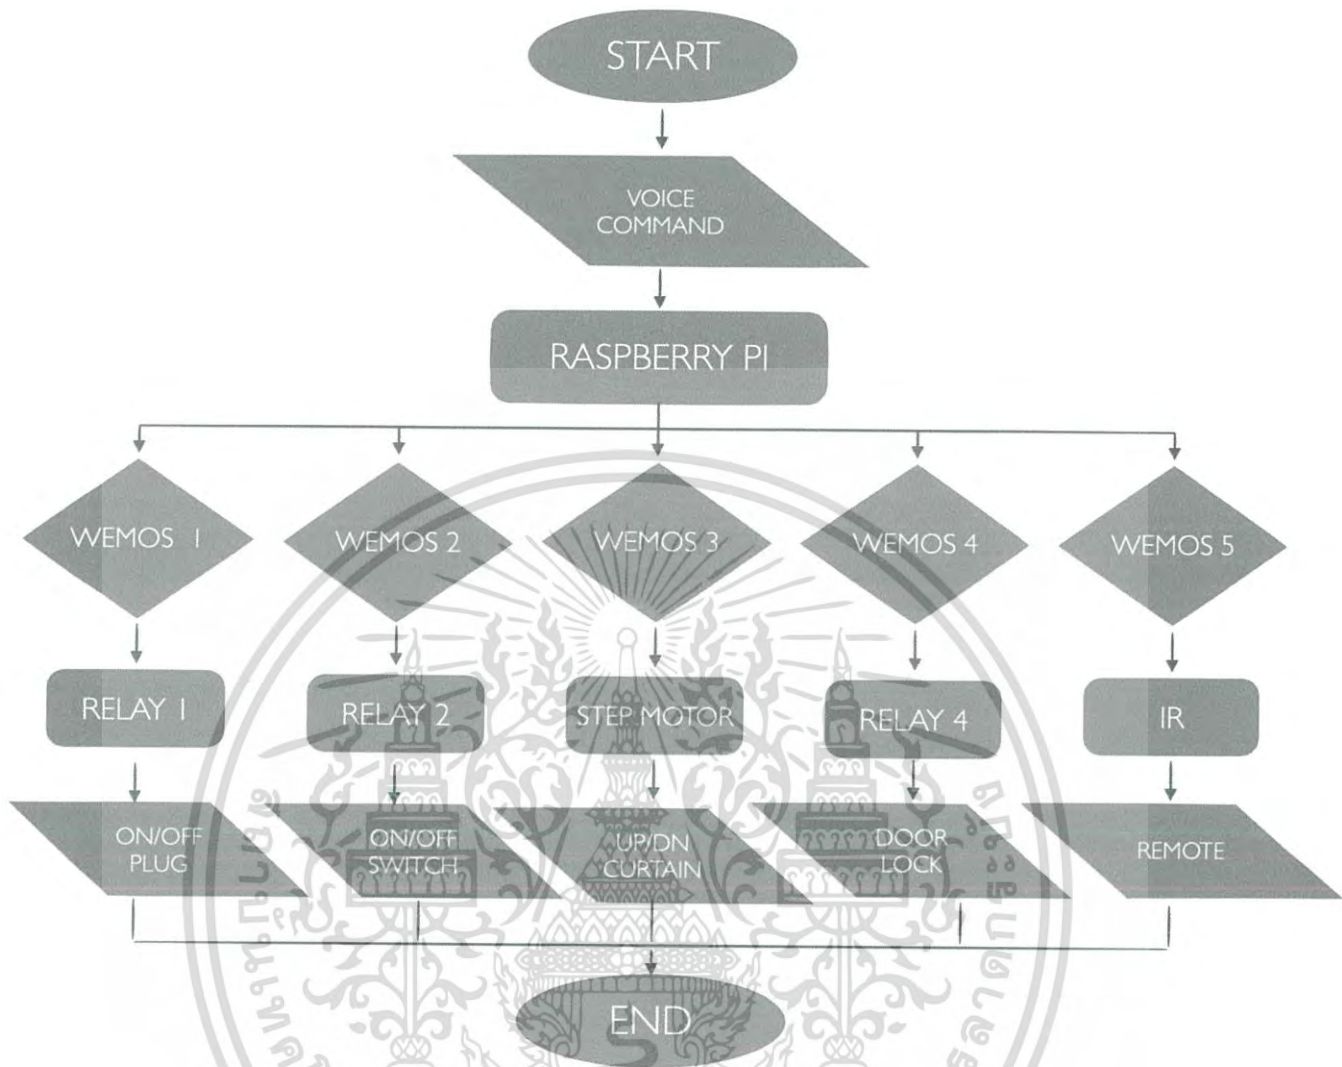 START
VOICE
COMMAND
RASPBERRY PI
WEMOS 1
WEMOS 2
WEMOS 3
WEMOS 4
WEMOS 5
RELAY 1
RELAY 2
STEP MOTOR
RELAY 4
IR
ON/OFF
PLUG
ON/OFF
SWITCH
UP/DN
CURTAIN
DOOR
LOCK
REMOTE
END